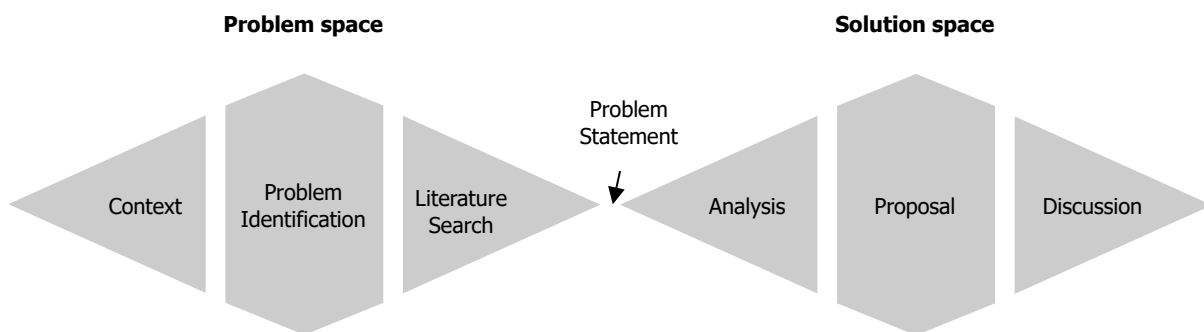 Problem space
Solution space
Problem
Statement
Context
Problem
Identification
Literature
Search
Analysis
Proposal
Discussion